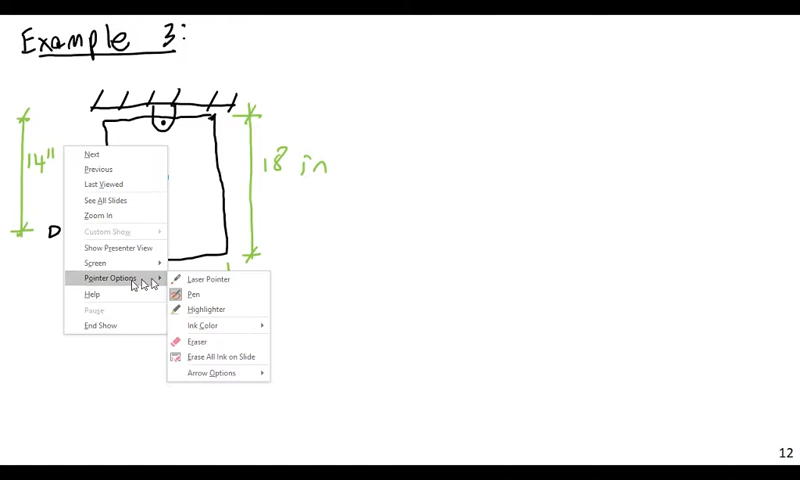 Example 3:
14"
18 in
D
Next
Previous
Last Viewed
See All Slides
Zoom In
Custom Show
Show Presenter View
Screen
Pointer Options
Help
Pause
End Show
Laser Pointer
Pen
Highlighter
Ink Color
Eraser
Erase All Ink on Slide
Arrow Options
12